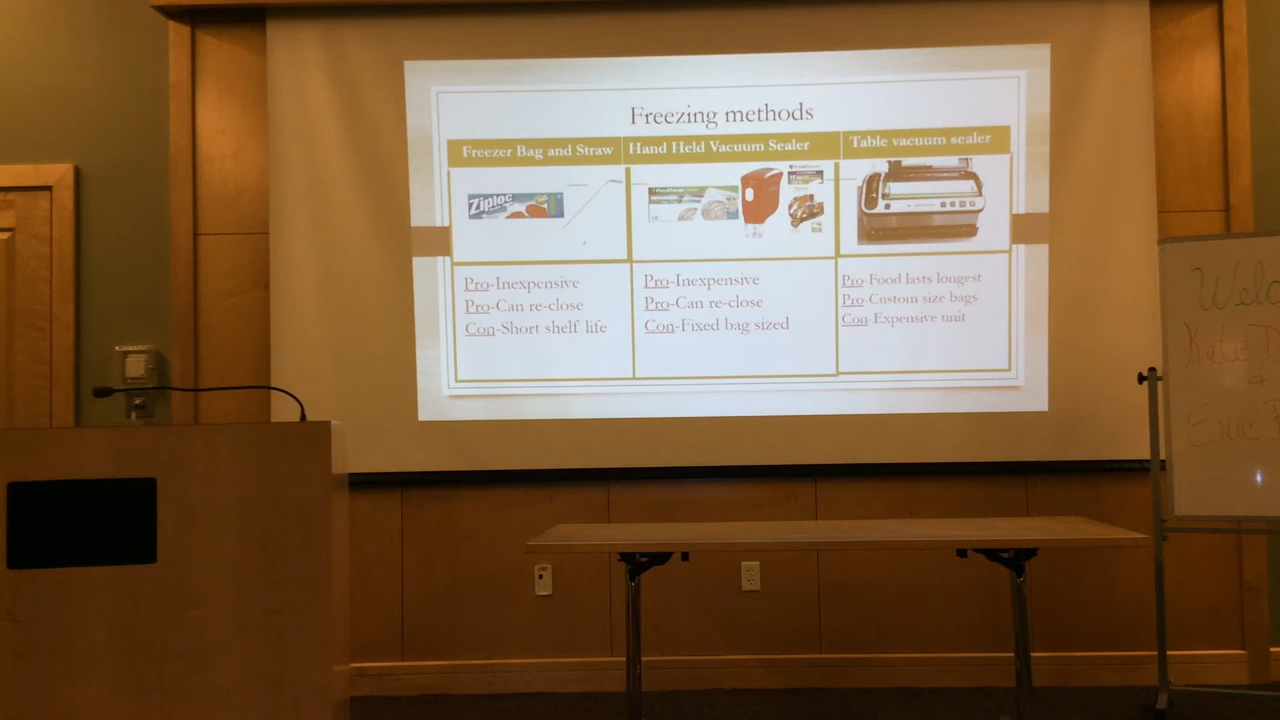 Freezing methods
Freezer Bag and Straw
Hand Held Vacuum Sealer
Table vacuum sealer
Ziploc
Pro-Inexpensive
Pro-Can re-close
Con-Short shelf life
Pro-Inexpensive
Pro-Can re-close
Con-Fixed bag sized
Pro-Food lasts longest
Pro-Custom size bags
Con-Expensive unit
Welc
Kate